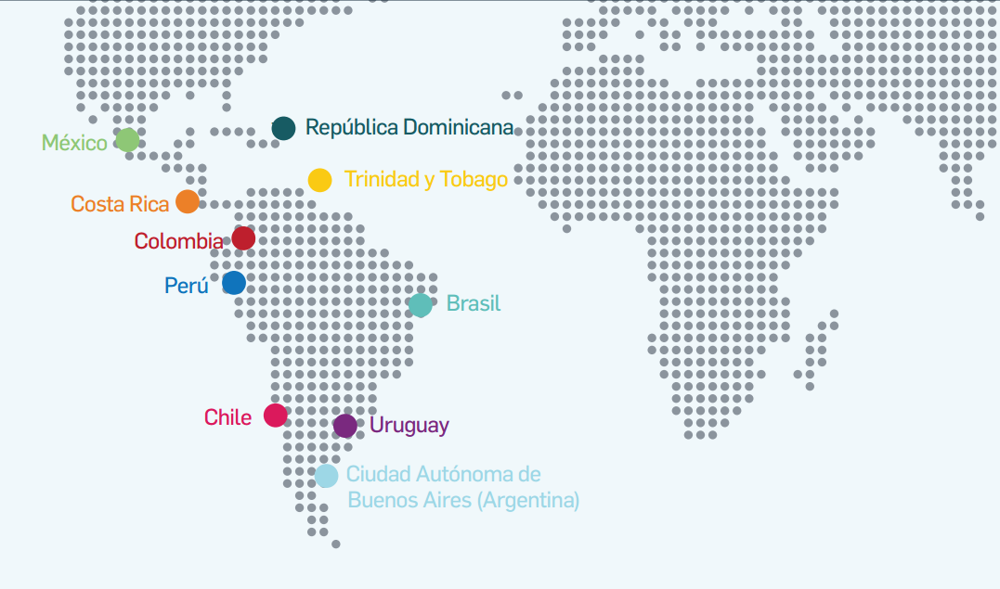 República Dominicana
México
Trinidad y Tobago
Costa Rica
Colombia
Perú
Brasil
Chile
Uruguay
Ciudad Autónoma de
Buenos Aires (Argentina)